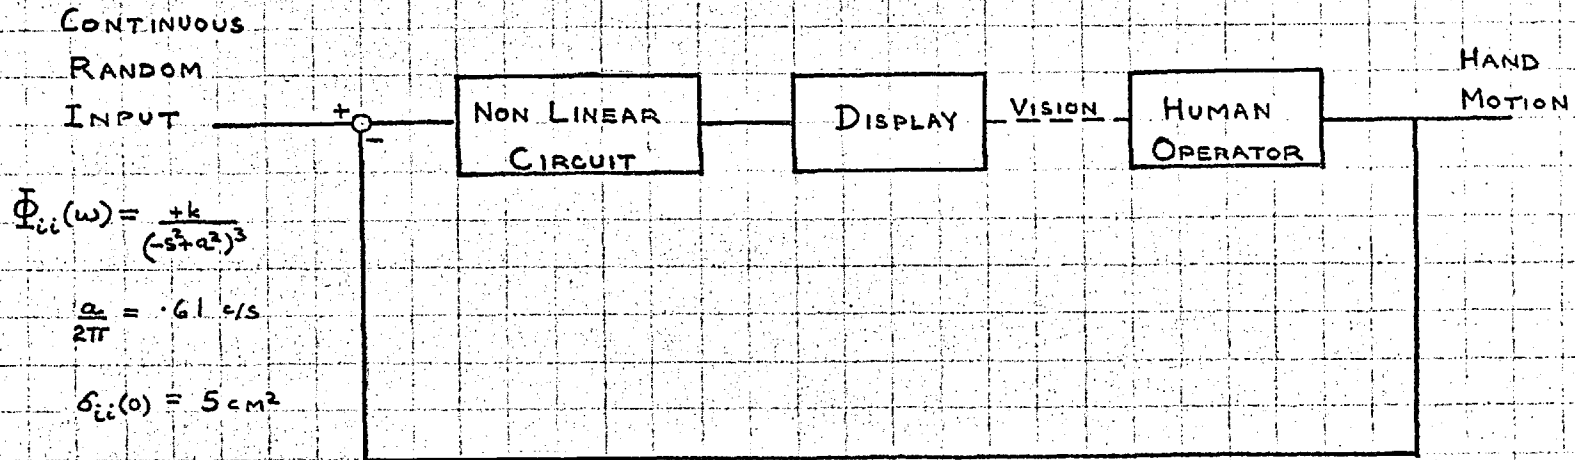 CONTINUOUS
RANDOM
INPUT
+
-
NON LINEAR
CIRCUIT
DISPLAY
VISION
HUMAN
OPERATOR
HAND
MOTION
Φii(ω) = +k / (-s²+a²)³
a/2π = ·61 c/s
σii(0) = 5 cm²